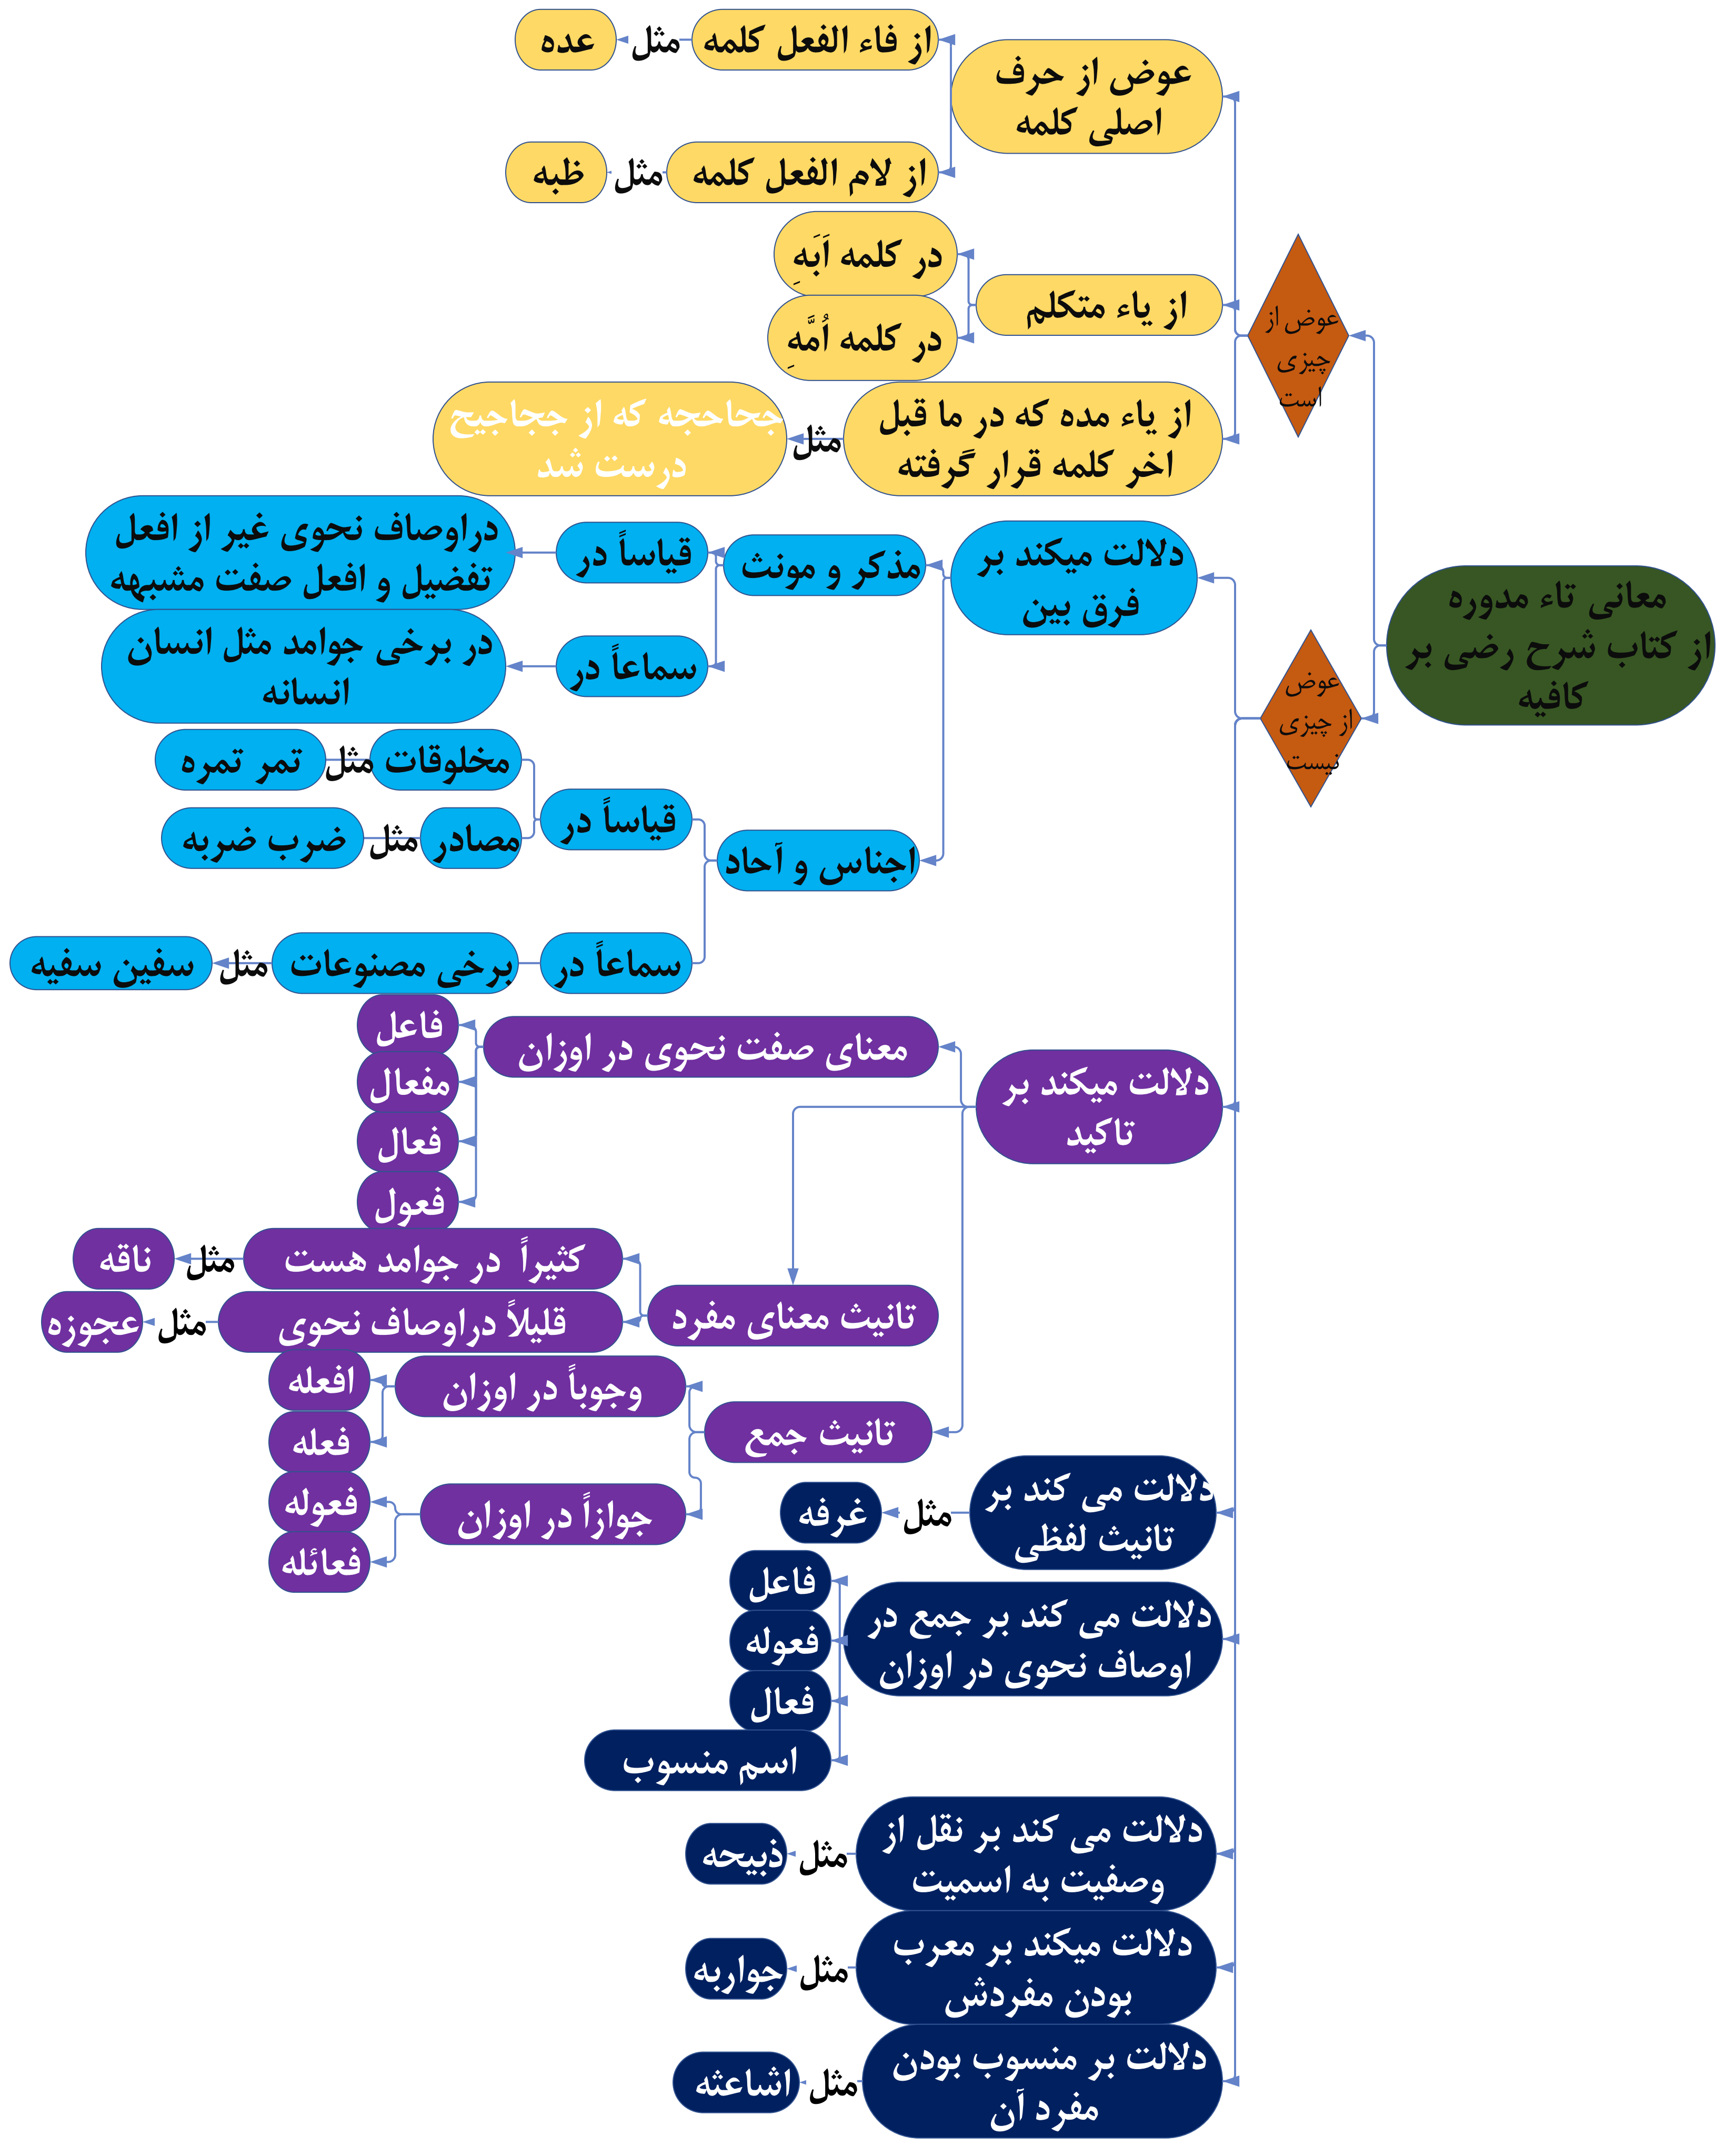 معانی تاء مدوره
از کتاب شرح رضی بر
کافیه
عوض از
چیزی
است
عوض از حرف
اصلی کلمه
از فاء الفعل کلمه
مثل
عده
از لام الفعل کلمه
مثل
ظبه
از یاء متکلم
در کلمه اَبَهِ
در کلمه اُمَّهِ
از یاء مده که در ما قبل
اخر کلمه قرار گرفته
مثل
جحاحجه که از ججاجیح
درست شد
عوض
از چیزی
نیست
دلالت میکند بر
فرق بین
مذکر و مونث
قیاساً در
دراوصاف نحوی غیر از افعل
تفضیل و افعل صفت مشبهه
سماعاً در
در برخی جوامد مثل انسان
انسانه
اجناس و آحاد
قیاساً در
مخلوقات
مثل
تمر تمره
مصادر
مثل
ضرب ضربه
سماعاً در
برخی مصنوعات
مثل
سفین سفیه
دلالت میکند بر
تاکید
معنای صفت نحوی در اوزان
فاعل
مفعال
فعال
فعول
تانیث معنای مفرد
کثیراً در جوامد هست
مثل
ناقه
قلیلاً دراوصاف نحوی
مثل
عجوزه
تانیث جمع
وجوباً در اوزان
افعله
فعله
جوازاً در اوزان
فعوله
فعائله
دلالت می کند بر
تانیث لفظی
مثل
غرفه
دلالت می کند بر جمع در
اوصاف نحوی در اوزان
فاعل
فعوله
فعال
اسم منسوب
دلالت می کند بر نقل از
وصفیت به اسمیت
مثل
ذبیحه
دلالت میکند بر معرب
بودن مفردش
مثل
جواربه
دلالت بر منسوب بودن
مفرد آن
مثل
اشاعثه